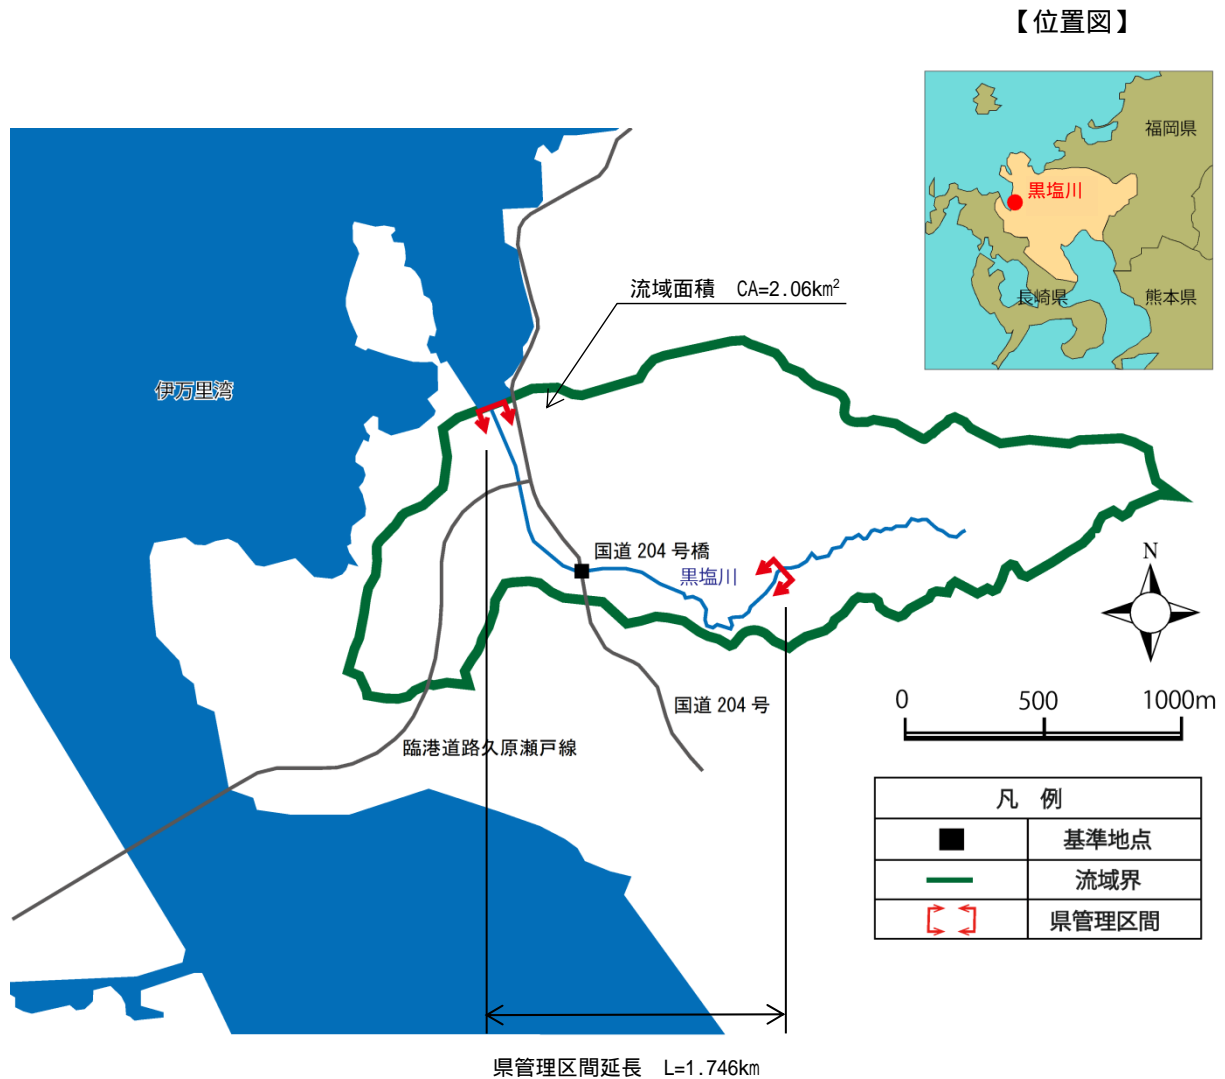 【位置図】
福岡県
黒塩川
長崎県
熊本県
流域面積 CA=2.06km²
伊万里湾
国道204号橋
黒塩川
N
国道204号
臨港道路久原瀬戸線
0 500 1000m
凡 例
基準地点
流域界
県管理区間
県管理区間延長 L=1.746km